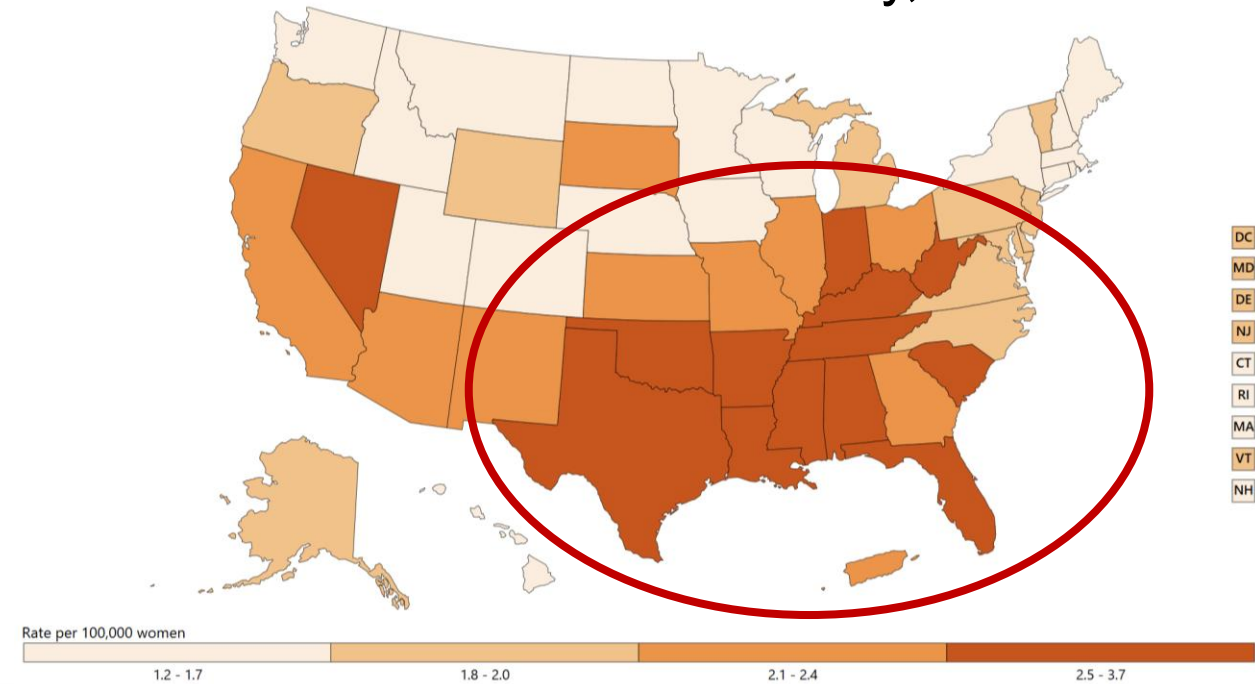 DC
MD
DE
NJ
CT
RI
MA
VT
NH
Rate per 100,000 women
1.2 - 1.7
1.8 - 2.0
2.1 - 2.4
2.5 - 3.7